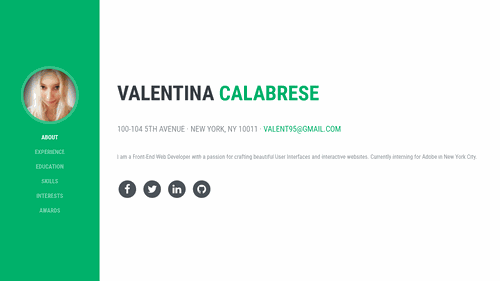 ABOUT
EXPERIENCE
EDUCATION
SKILLS
INTERESTS
AWARDS
VALENTINA CALABRESE
100-104 5TH AVENUE · NEW YORK, NY 10011 · VALENT95@GMAIL.COM
I am a Front End Web Developer with a passion for crafting beautiful User Interfaces and interactive websites. Currently interning for Adobe in New York City.